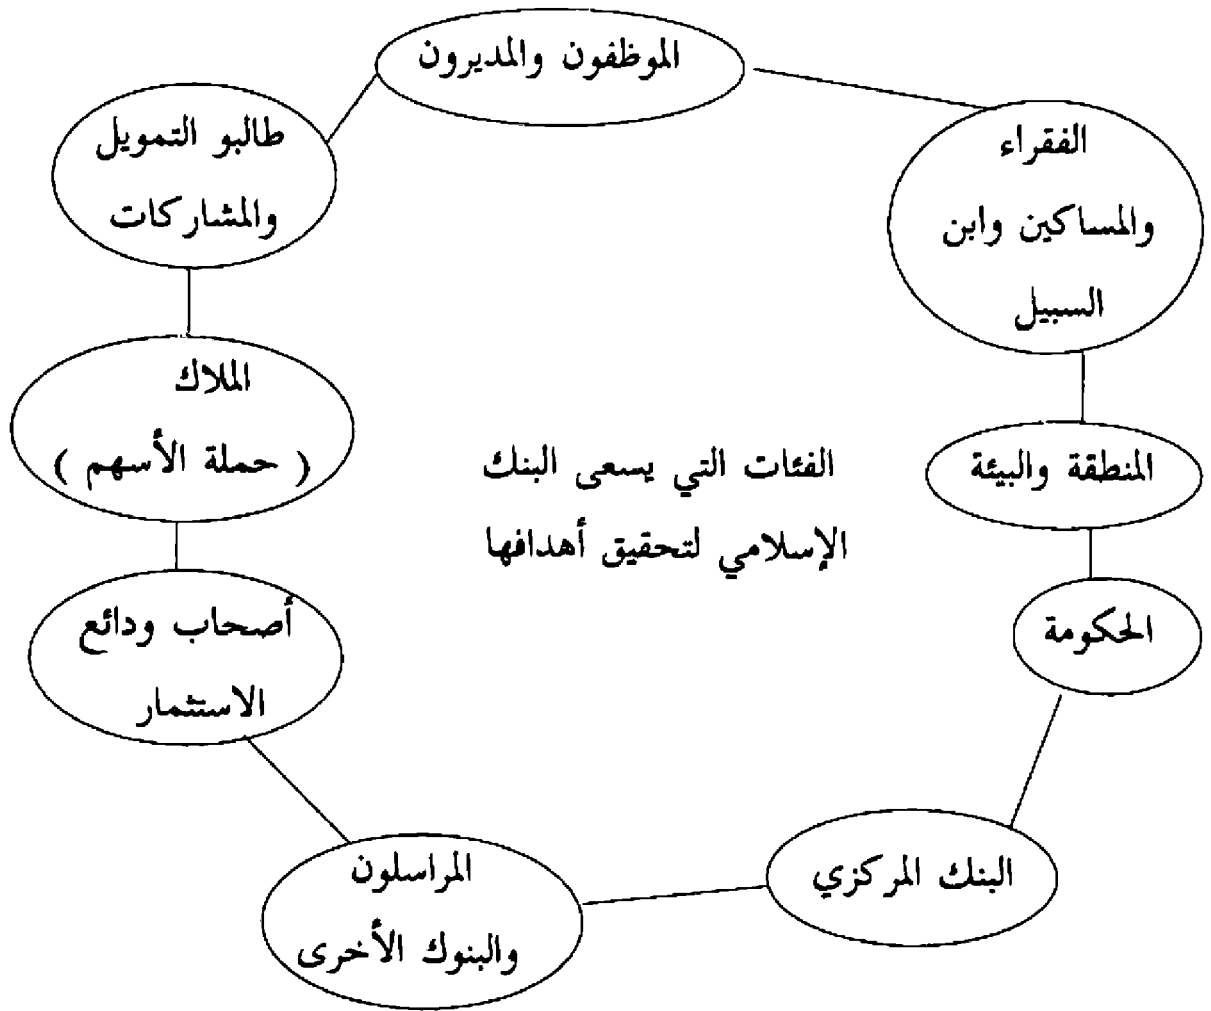 الموظفون والمديرون
الفقراء
والمساكين وابن
السبيل
المنطقة والبيئة
الحكومة
البنك المركزي
المراسلون
والبنوك الأخرى
أصحاب ودائع
الاستثمار
الملاك
( حملة الأسهم )
طالبو التمويل
والمشاركات
الفئات التي يسعى البنك
الإسلامي لتحقيق أهدافها